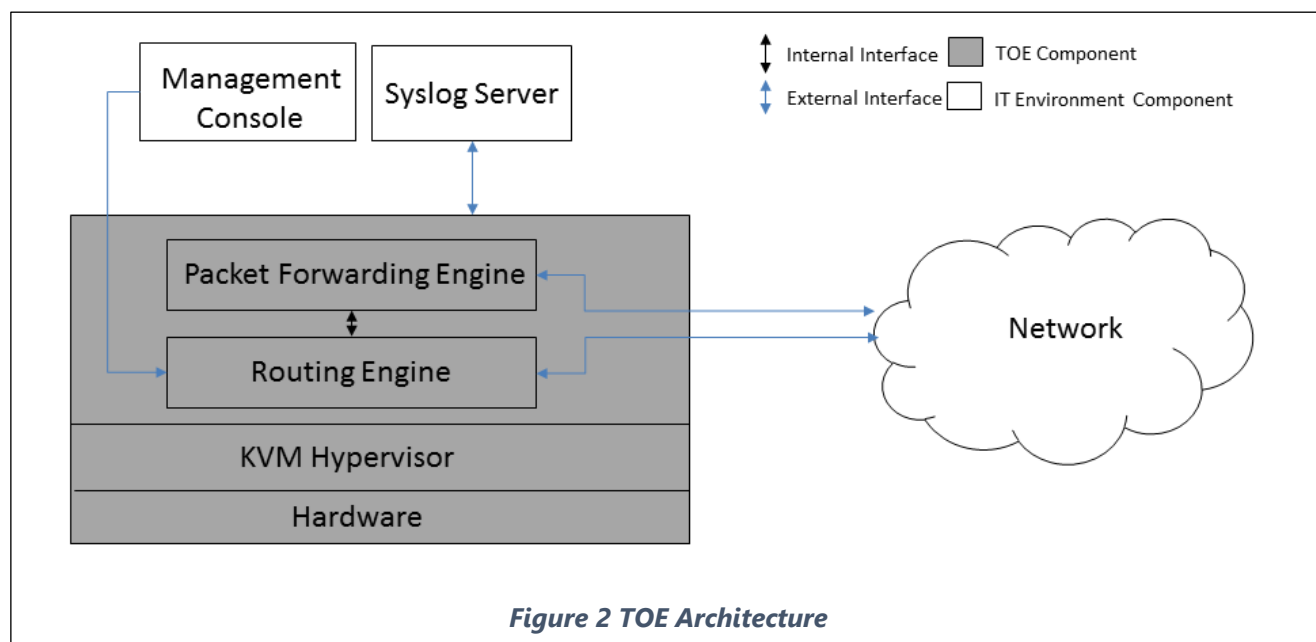 Management
Console
Syslog Server
Internal Interface
TOE Component
External Interface
IT Environment Component
Packet Forwarding Engine
Routing Engine
Network
KVM Hypervisor
Hardware
Figure 2 TOE Architecture